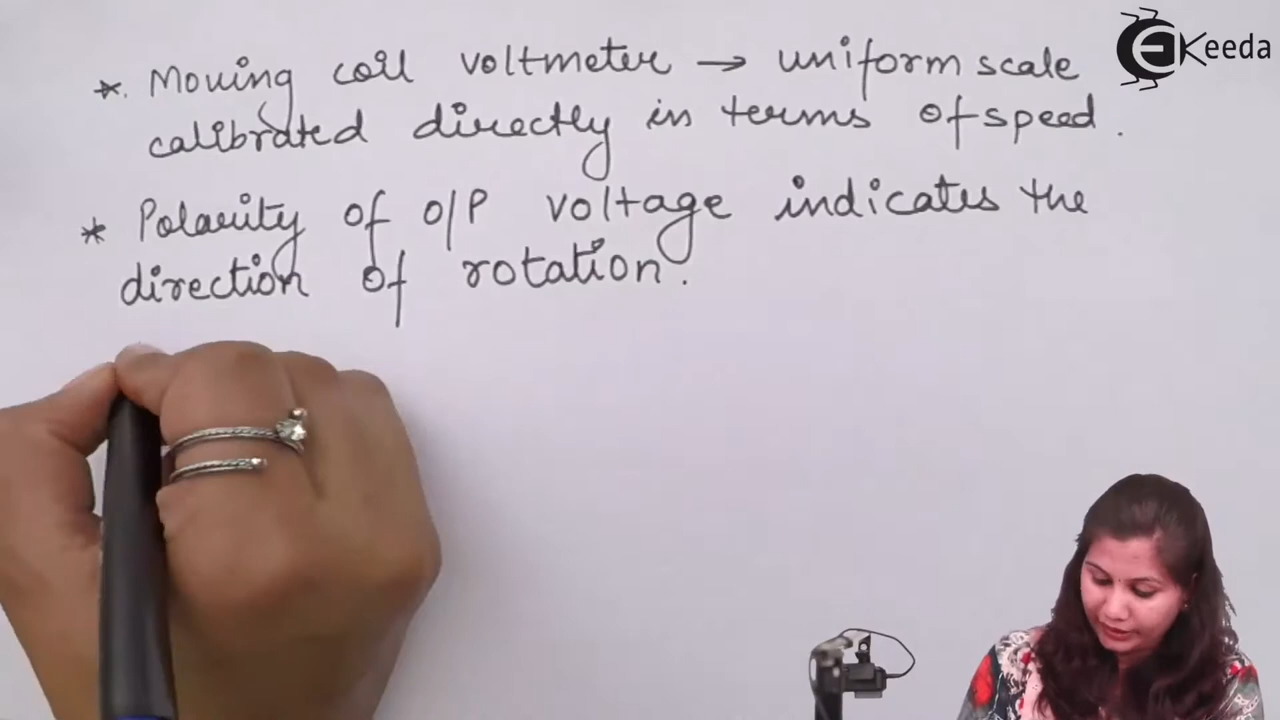 *. Moving coil voltmeter → uniform scale
calibrated directly in terms of speed.
* Polarity of O/P voltage indicates the
direction of rotation.
EKeeda